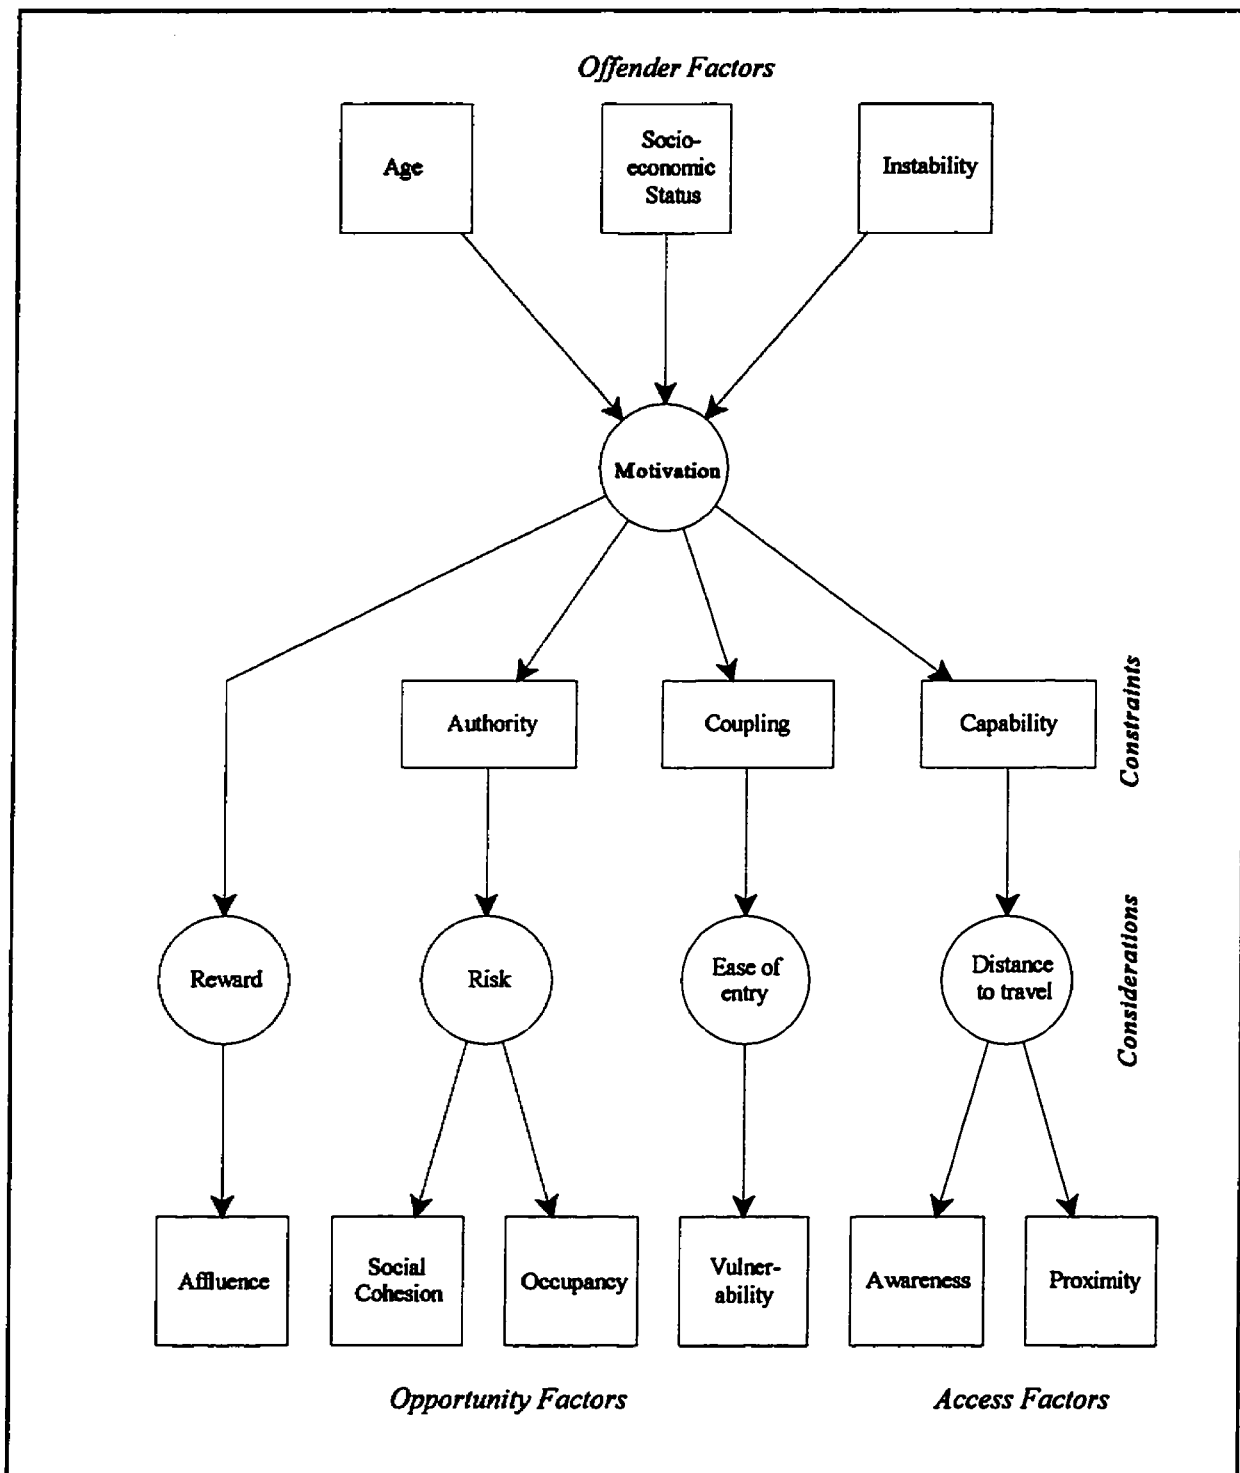 Offender Factors
Age
Socio-
economic
Status
Instability
Motivation
Authority
Coupling
Capability
Constraints
Reward
Risk
Ease of
entry
Distance
to travel
Considerations
Affluence
Social
Cohesion
Occupancy
Vulner-
ability
Awareness
Proximity
Opportunity Factors
Access Factors